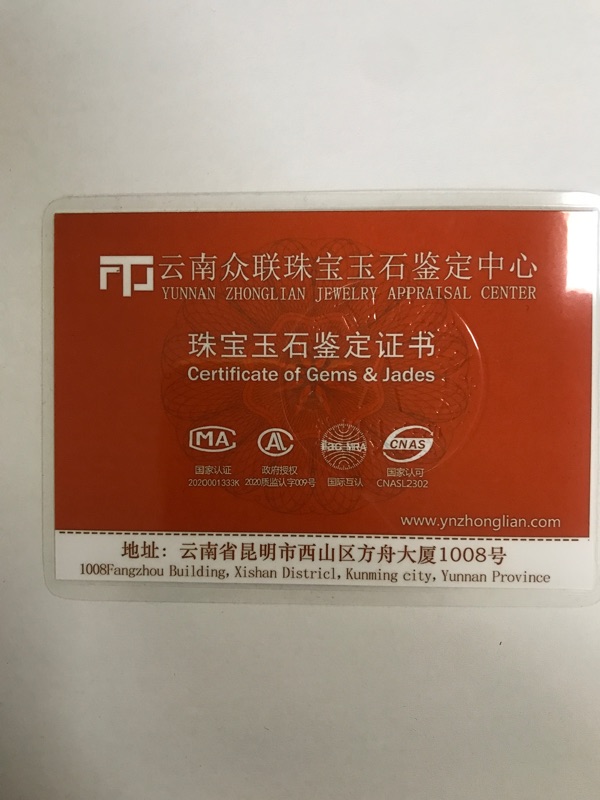 云南众联珠宝玉石鉴定中心
YUNNAN ZHONGLIAN JEWELRY APPRAISAL CENTER
珠宝玉石鉴定证书
Certificate of Gems & Jades
MA
AL
ilac-MRA
CNAS
国家认证
政府授权
国际互认
国家认可
2020001333K
2020质监认字009号
CNASL2302
www.ynzhonglian.com
地址：云南省昆明市西山区方舟大厦1008号
1008Fangzhou Building, Xishan Districl, Kunming city, Yunnan Province